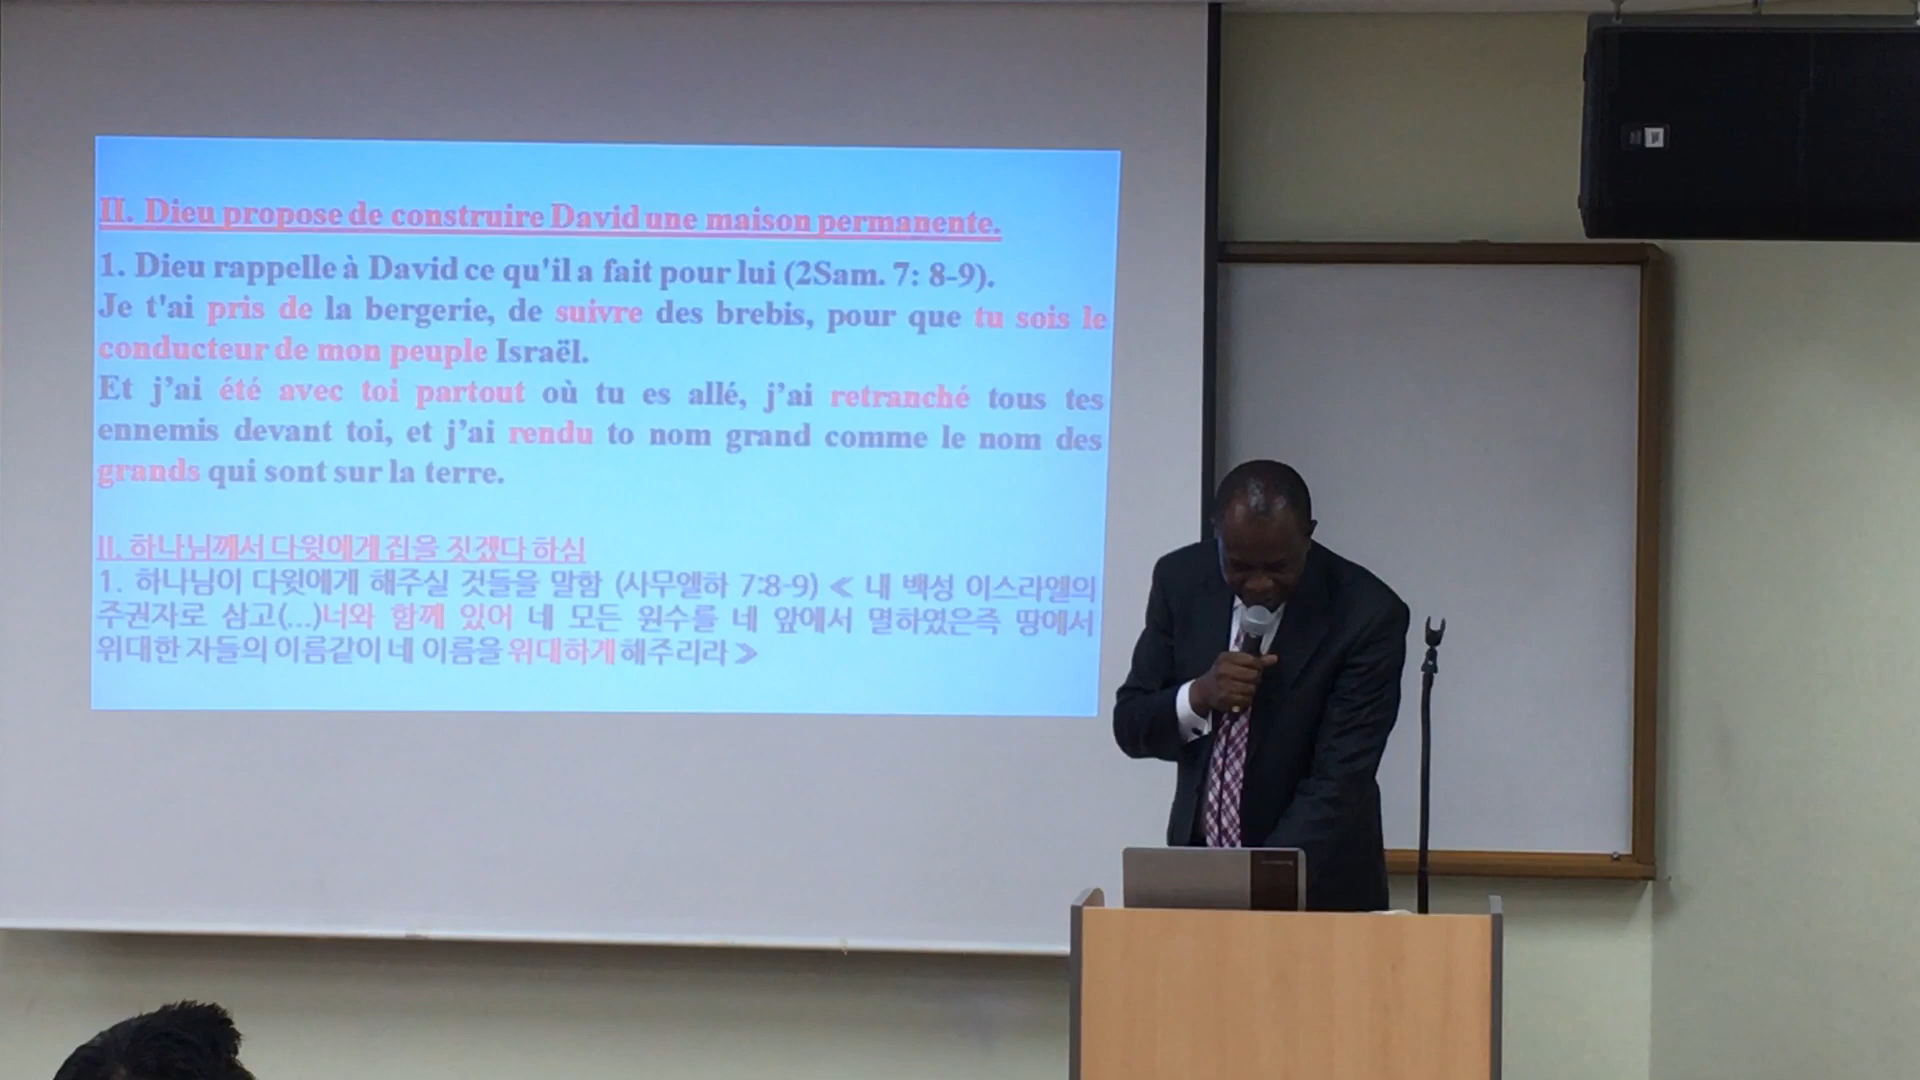 II. Dieu propose de construire David une maison permanente.
1. Dieu rappelle à David ce qu'il a fait pour lui (2Sam. 7: 8-9).
Je t'ai pris de la bergerie, de suivre des brebis, pour que tu sois le
conducteur de mon peuple Israël.
Et j’ai été avec toi partout où tu es allé, j’ai retranché tous tes
ennemis devant toi, et j’ai rendu to nom grand comme le nom des
grands qui sont sur la terre.
II. 하나님께서 다윗에게 집을 짓겠다 하심
1. 하나님이 다윗에게 해주실 것들을 말함 (사무엘하 7:8-9) ≪ 내 백성 이스라엘의
주권자로 삼고(...)너와 함께 있어 네 모든 원수를 네 앞에서 멸하였은즉 땅에서
위대한 자들의 이름같이 네 이름을 위대하게 해주리라 ≫